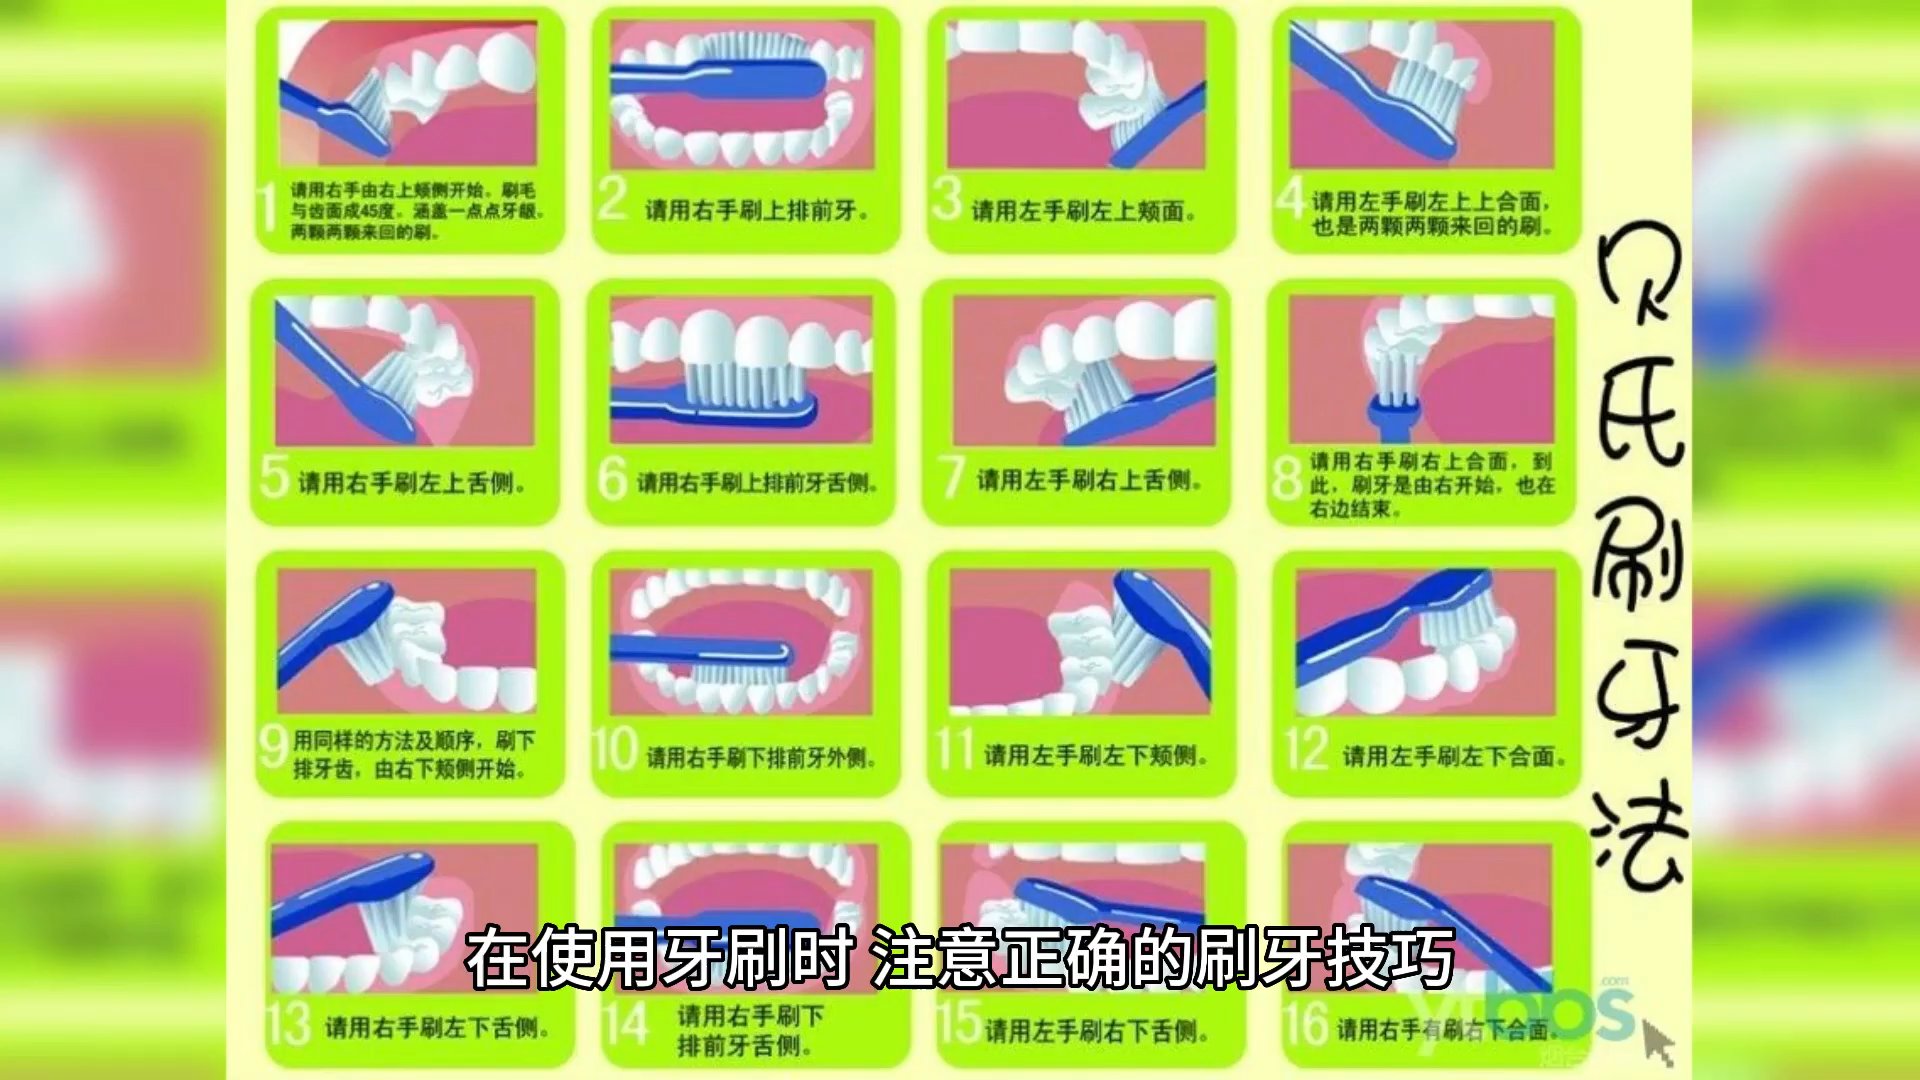 1 请用右手由右上颊侧开始。刷毛
与齿面成45度。涵盖一点点牙龈。
两颗两颗来回的刷。
2 请用右手刷上排前牙。
3 请用左手刷左上颊面。
4 请用左手刷左上上合面，
也是两颗两颗来回的刷。
5 请用右手刷左上舌侧。
6 请用右手刷上排前牙舌侧。
7 请用左手刷右上舌侧。
8 请用右手刷右上合面，到
此，刷牙是由右开始，也在
右边结束。
9 用同样的方法及顺序，刷下
排牙齿，由右下颊侧开始。
10 请用右手刷下排前牙外侧。
11 请用左手刷左下颊侧。
12 请用左手刷左下合面。
13 请用右手刷左下舌侧。
14 请用右手刷下
排前牙舌侧。
15 请用左手刷右下舌侧。
16 请用右手有刷右下合面。
贝氏刷牙法
在使用牙刷时 注意正确的刷牙技巧
ytbbs
.com